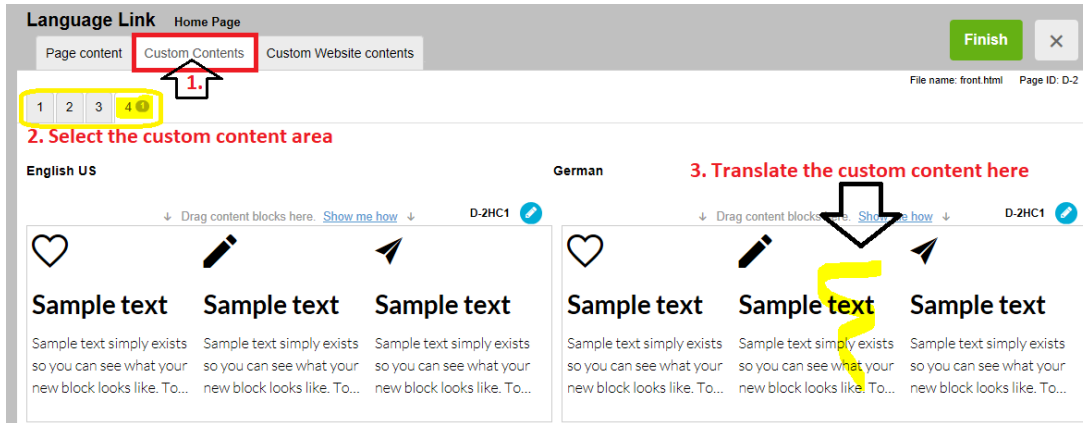 Language Link Home Page
Page content Custom Contents Custom Website contents
Finish ×
1.
File name: front.html Page ID: D-2
1 2 3 4 1
2. Select the custom content area
English US German 3. Translate the custom content here
↓ Drag content blocks here. Show me how ↓ D-2HC1 ↓ Drag content blocks here. Show me how ↓ D-2HC1
Sample text Sample text Sample text Sample text Sample text Sample text
Sample text simply exists Sample text simply exists Sample text simply exists Sample text simply exists Sample text simply exists Sample text simply exists
so you can see what your so you can see what your so you can see what your so you can see what your so you can see what your so you can see what your
new block looks like. To... new block looks like. To... new block looks like. To... new block looks like. To... new block looks like. To... new block looks like. To...